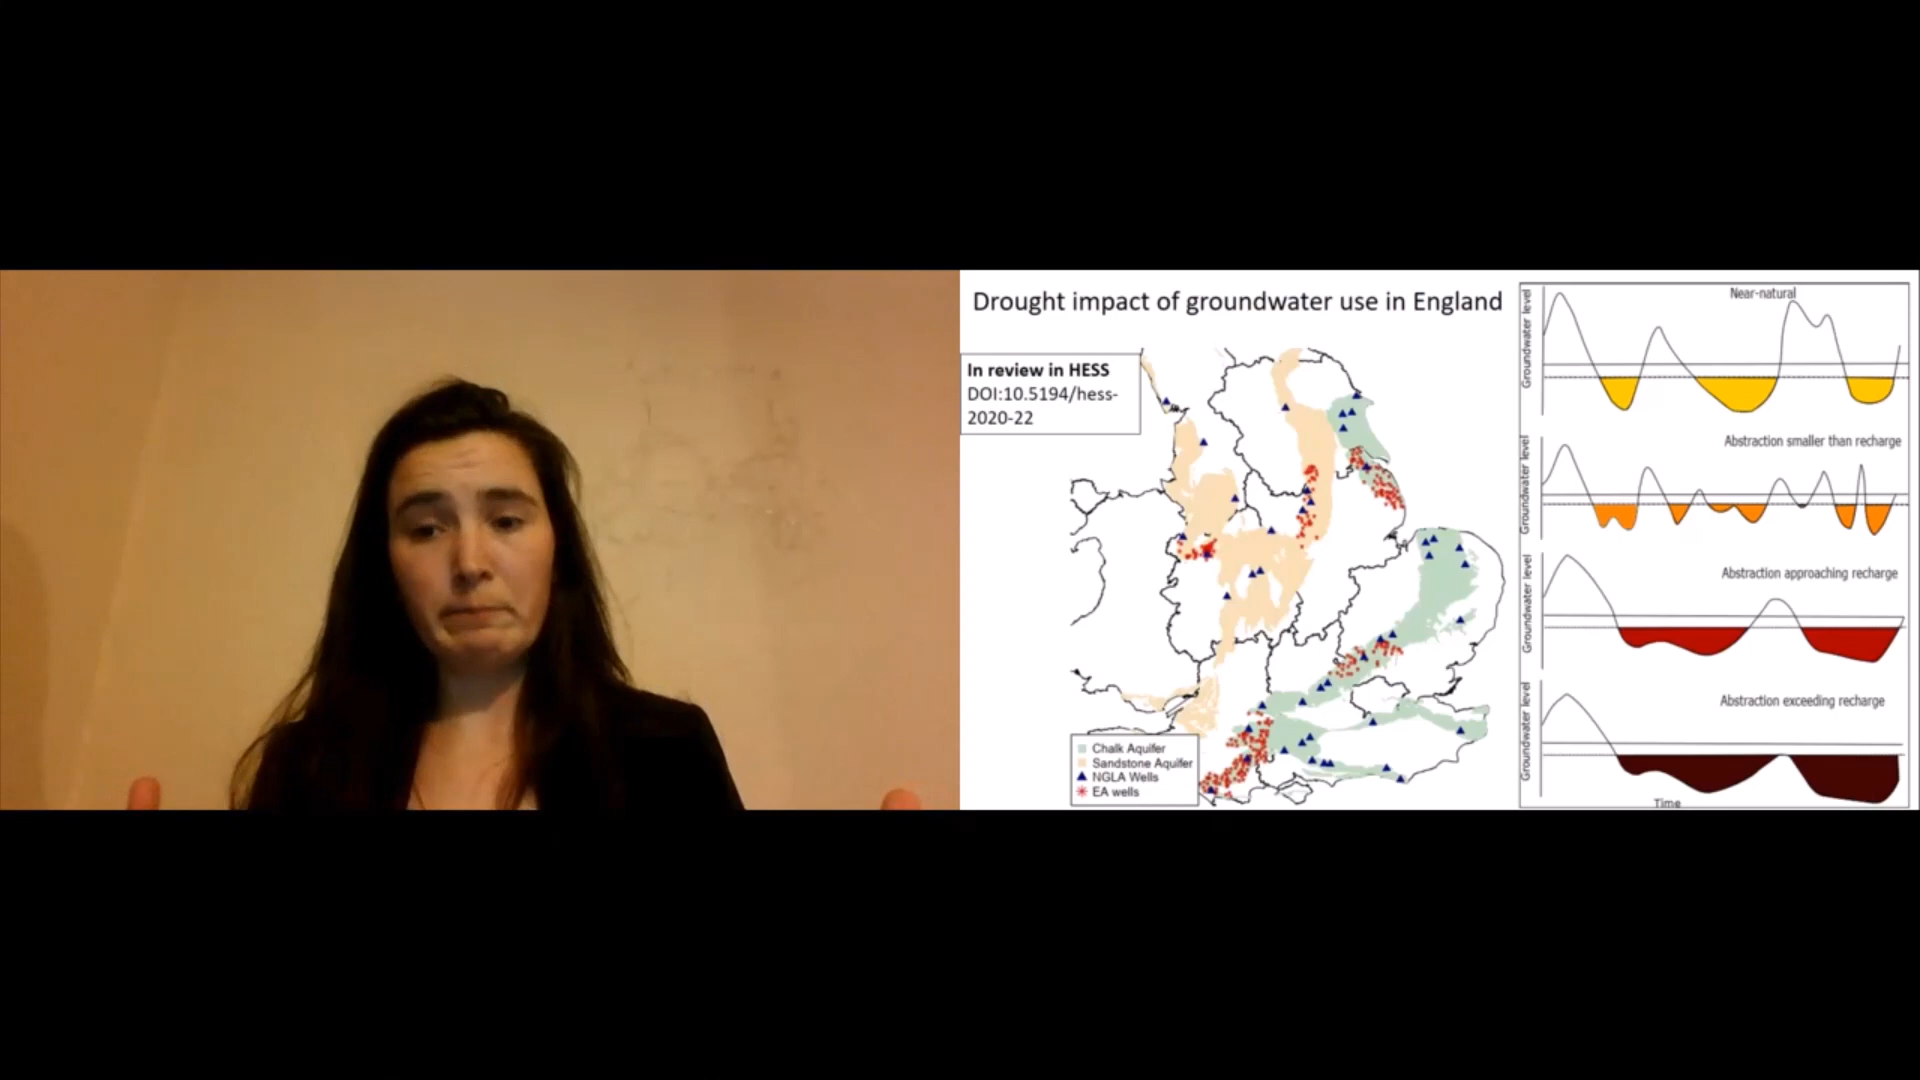 Drought impact of groundwater use in England
In review in HESS
DOI:10.5194/hess-
2020-22
Chalk Aquifer
Sandstone Aquifer
NGLA Wells
EA wells
Near-natural
Groundwater level
Abstraction smaller than recharge
Groundwater level
Abstraction approaching recharge
Groundwater level
Abstraction exceeding recharge
Groundwater level
Time